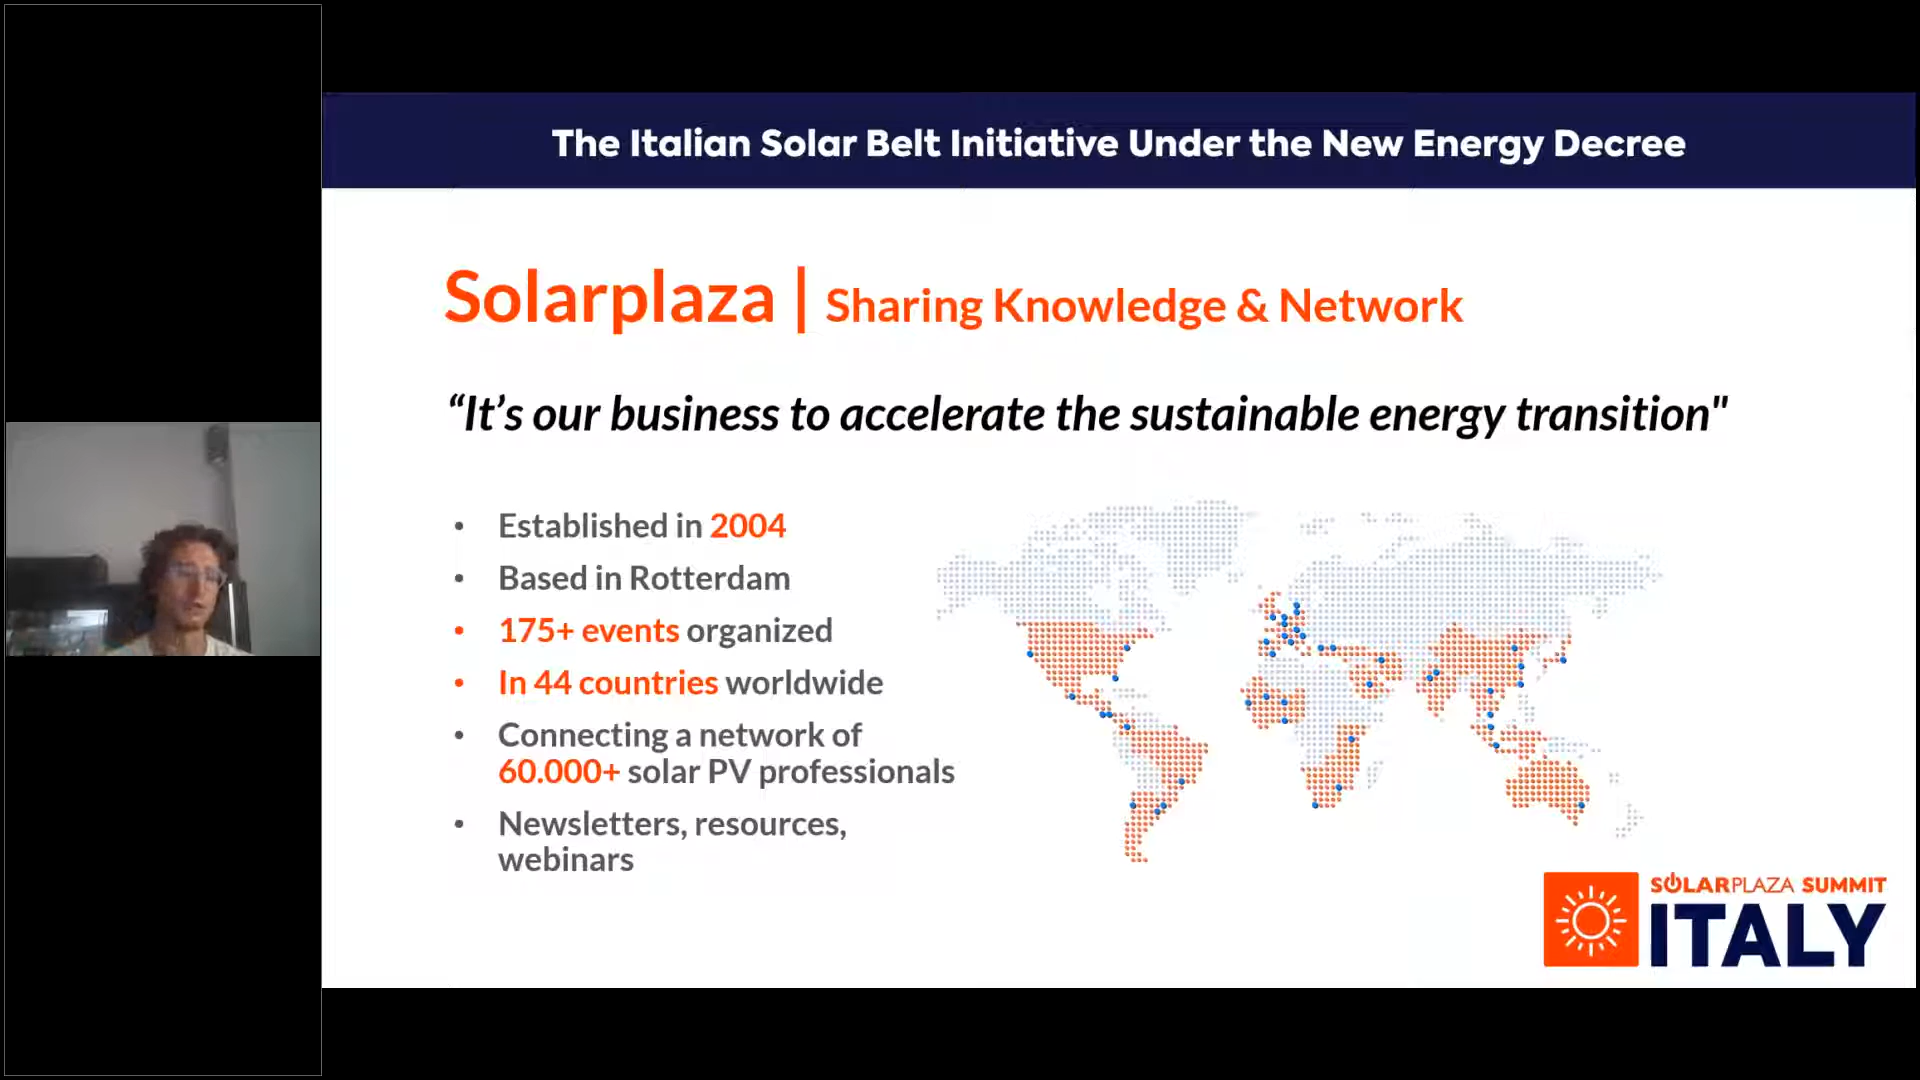 The Italian Solar Belt Initiative Under the New Energy Decree
Solarplaza | Sharing Knowledge & Network
“It’s our business to accelerate the sustainable energy transition"
• Established in 2004
• Based in Rotterdam
• 175+ events organized
• In 44 countries worldwide
• Connecting a network of
60.000+ solar PV professionals
• Newsletters, resources,
webinars
SOLARPLAZA SUMMIT
ITALY